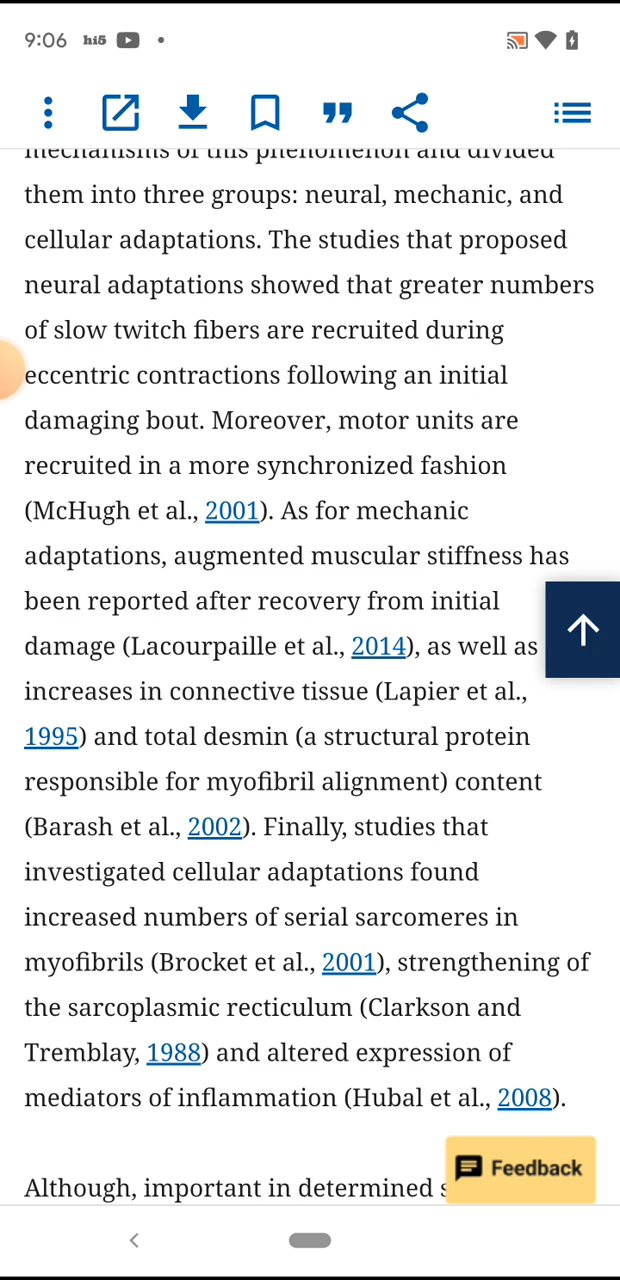 9:06 hi5
mechanisms of this phenomenon and divided
them into three groups: neural, mechanic, and
cellular adaptations. The studies that proposed
neural adaptations showed that greater numbers
of slow twitch fibers are recruited during
eccentric contractions following an initial
damaging bout. Moreover, motor units are
recruited in a more synchronized fashion
(McHugh et al., 2001). As for mechanic
adaptations, augmented muscular stiffness has
been reported after recovery from initial
damage (Lacourpaille et al., 2014), as well as
increases in connective tissue (Lapier et al.,
1995) and total desmin (a structural protein
responsible for myofibril alignment) content
(Barash et al., 2002). Finally, studies that
investigated cellular adaptations found
increased numbers of serial sarcomeres in
myofibrils (Brocket et al., 2001), strengthening of
the sarcoplasmic recticulum (Clarkson and
Tremblay, 1988) and altered expression of
mediators of inflammation (Hubal et al., 2008).
Although, important in determined
Feedback